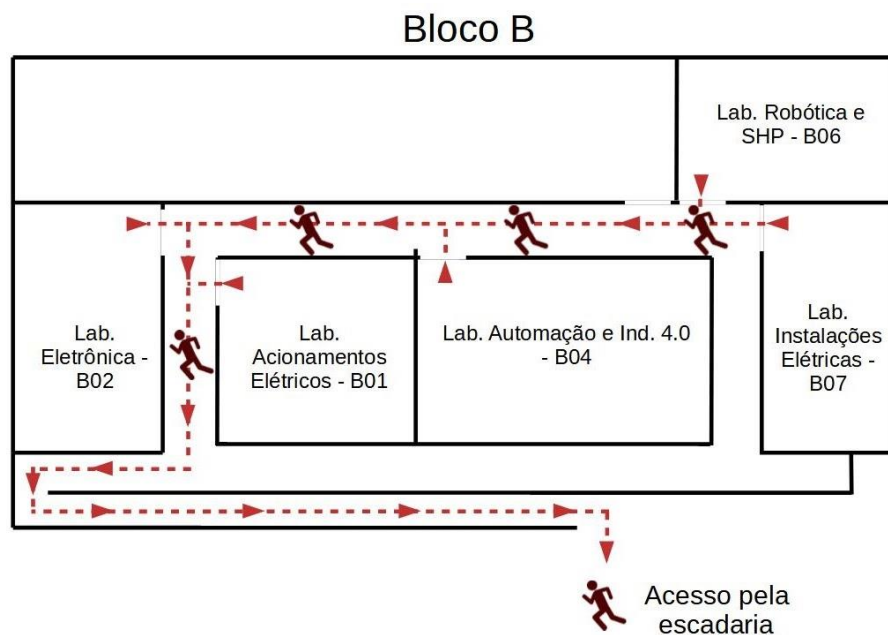 Bloco B
Lab. Robótica e
SHP - B06
Lab.
Eletrônica -
B02
Lab.
Acionamentos
Elétricos - B01
Lab. Automação e Ind. 4.0
- B04
Lab.
Instalações
Elétricas -
B07
Acesso pela
escadaria